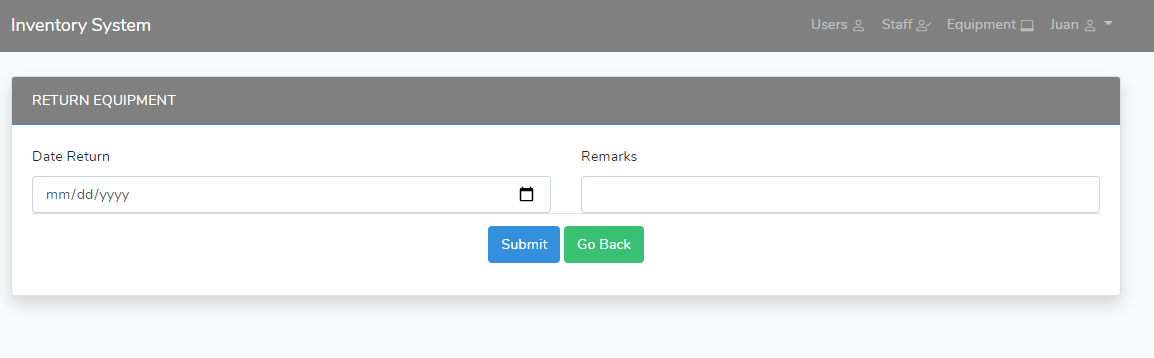 Inventory System Users Staff Equipment Juan
RETURN EQUIPMENT
Date Return Remarks
mm/dd/yyyy
Submit Go Back